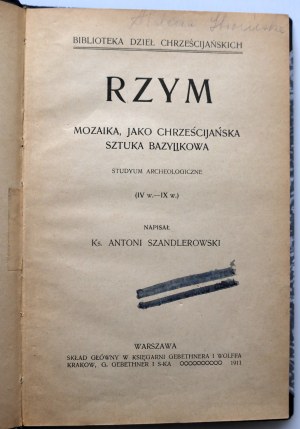 BIBLIOTEKA DZIEŁ CHRZEŚCIJAŃSKICH
RZYM
MOZAIKA, JAKO CHRZEŚCIJAŃSKA
SZTUKA BAZYLIKOWA
STUDYUM ARCHEOLOGICZNE
(IV w.—IX w.)
NAPISAŁ
Ks. ANTONI SZANDLEROWSKI
WARSZAWA
SKŁAD GŁÓWNY W KSIĘGARNI GEBETHNERA I WOLFFA
KRAKÓW, G. GEBETHNER I S-KA 1911